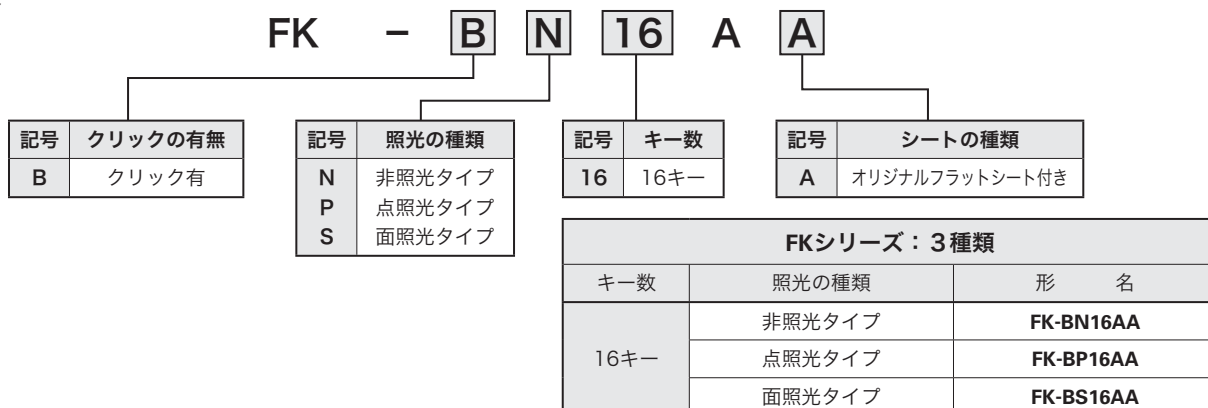 FK － B N 16 A A
記号 クリックの有無
B クリック有
記号 照光の種類
N 非照光タイプ
P 点照光タイプ
S 面照光タイプ
記号 キー数
16 16キー
記号 シートの種類
A オリジナルフラットシート付き
FKシリーズ：３種類
キー数 照光の種類 形 名
16キー
非照光タイプ FK-BN16AA
点照光タイプ FK-BP16AA
面照光タイプ FK-BS16AA